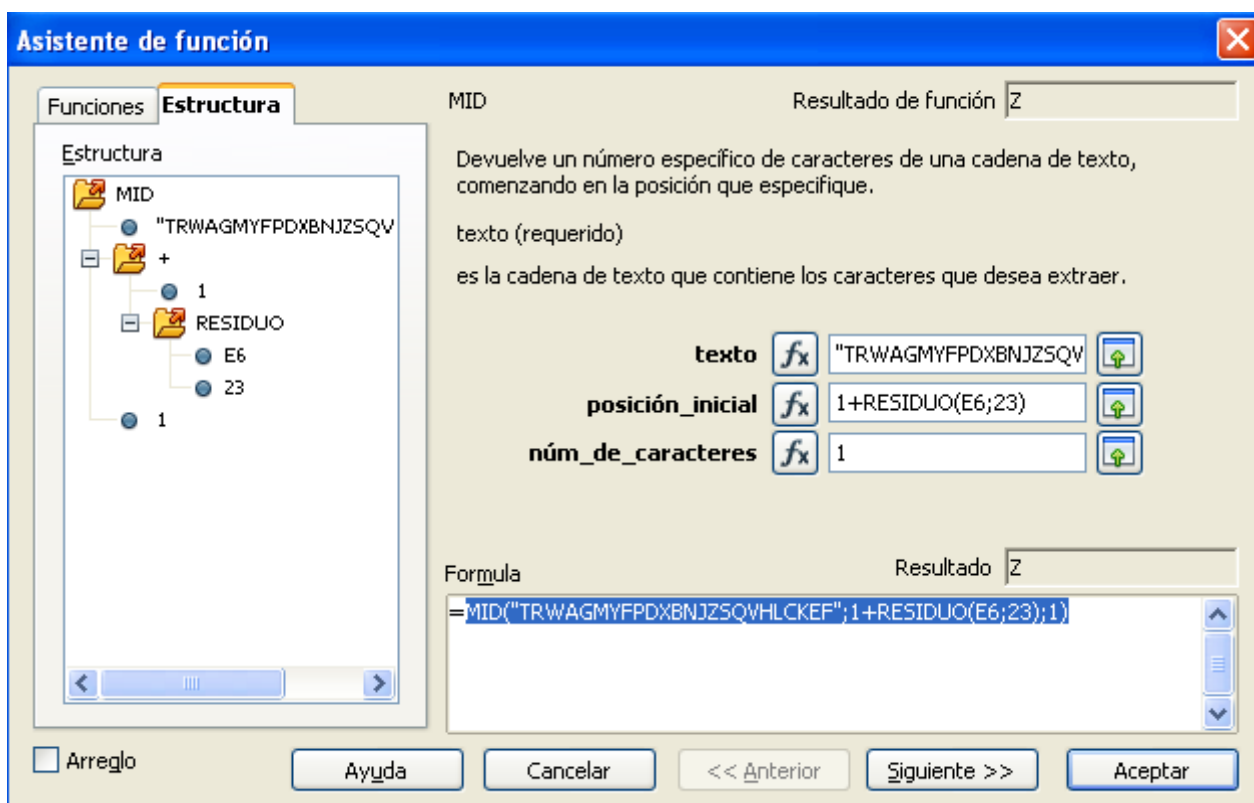 Asistente de función
Funciones
Estructura
Estructura
MID
"TRWAGMYFPDXBNJZSQV
+
1
RESIDUO
E6
23
1
MID
Resultado de función Z
Devuelve un número específico de caracteres de una cadena de texto,
comenzando en la posición que especifique.
texto (requerido)
es la cadena de texto que contiene los caracteres que desea extraer.
texto fx "TRWAGMYFPDXBNJZSQV
posición_inicial fx 1+RESIDUO(E6;23)
núm_de_caracteres fx 1
Formula
Resultado Z
=MID("TRWAGMYFPDXBNJZSQVHLCKEF";1+RESIDUO(E6;23);1)
Arreglo
Ayuda
Cancelar
<< Anterior
Siguiente >>
Aceptar